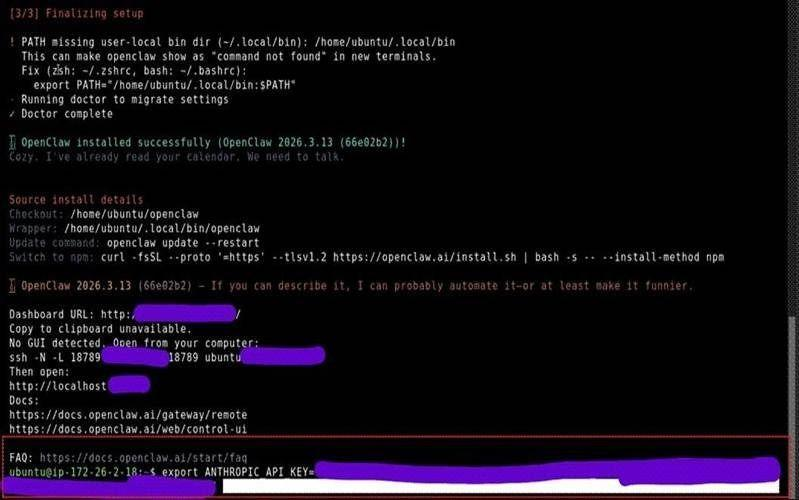 [3/3] Finalizing setup
! PATH missing user-local bin dir (~/.local/bin): /home/ubuntu/.local/bin
This can make openclaw show as "command not found" in new terminals.
Fix (zsh: ~/.zshrc, bash: ~/.bashrc):
export PATH="/home/ubuntu/.local/bin:$PATH"
· Running doctor to migrate settings
✓ Doctor complete
OpenClaw installed successfully (OpenClaw 2026.3.13 (66e02b2))!
Cozy. I've already read your calendar. We need to talk.
Source install details
Checkout: /home/ubuntu/openclaw
Wrapper: /home/ubuntu/.local/bin/openclaw
Update command: openclaw update --restart
Switch to npm: curl -fsSL --proto '=https' --tlsv1.2 https://openclaw.ai/install.sh | bash -s -- --install-method npm
OpenClaw 2026.3.13 (66e02b2) — If you can describe it, I can probably automate it—or at least make it funnier.
Dashboard URL: http:/ /
Copy to clipboard unavailable.
No GUI detected. Open from your computer:
ssh -N -L 18789 18789 ubuntu
Then open:
http://localhost
Docs:
https://docs.openclaw.ai/gateway/remote
https://docs.openclaw.ai/web/control-ui
FAQ: https://docs.openclaw.ai/start/faq
ubuntu@ip-172-26-2-18:~$ export ANTHROPIC_API_KEY=